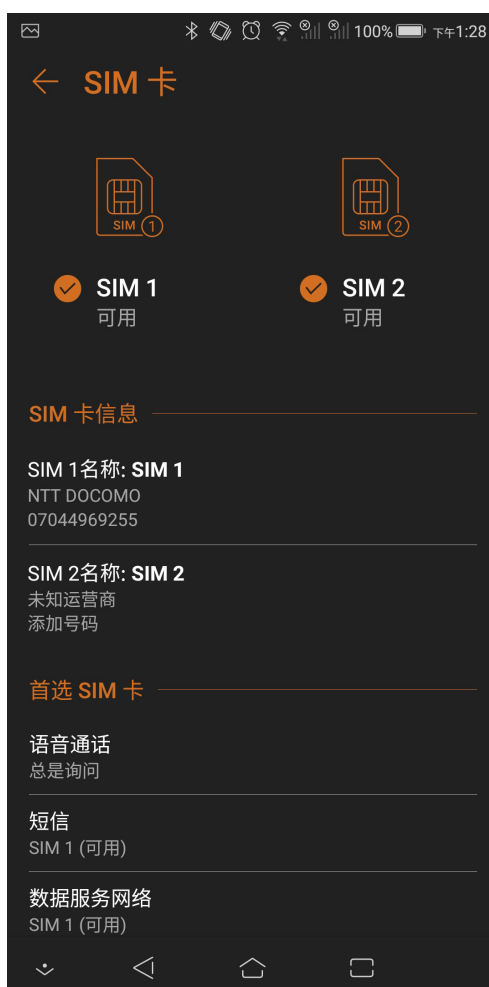 100% 下午1:28
SIM 卡
SIM 1
SIM 2
SIM 1
可用
SIM 2
可用
SIM 卡信息
SIM 1名称: SIM 1
NTT DOCOMO
07044969255
SIM 2名称: SIM 2
未知运营商
添加号码
首选 SIM 卡
语音通话
总是询问
短信
SIM 1 (可用)
数据服务网络
SIM 1 (可用)